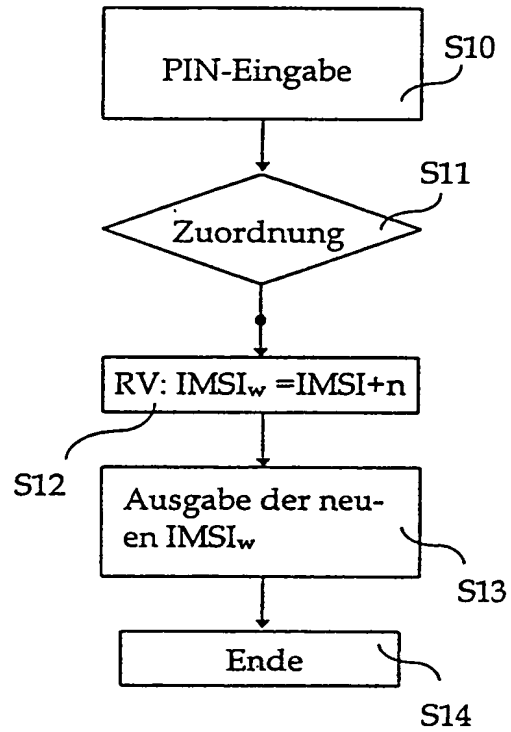 PIN-Eingabe
S10
S11
Zuordnung
RV: IMSIw =IMSI+n
S12
Ausgabe der neu-
en IMSIw
S13
Ende
S14